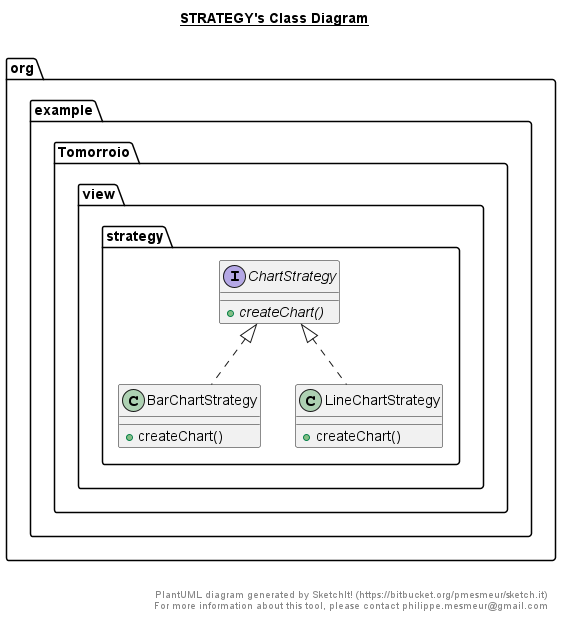 STRATEGY's Class Diagram
org
example
Tomorroio
view
strategy
I ChartStrategy
createChart()
C BarChartStrategy
createChart()
C LineChartStrategy
createChart()
PlantUML diagram generated by SketchIt! (https://bitbucket.org/pmesmeur/sketch.it)
For more information about this tool, please contact philippe.mesmeur@gmail.com